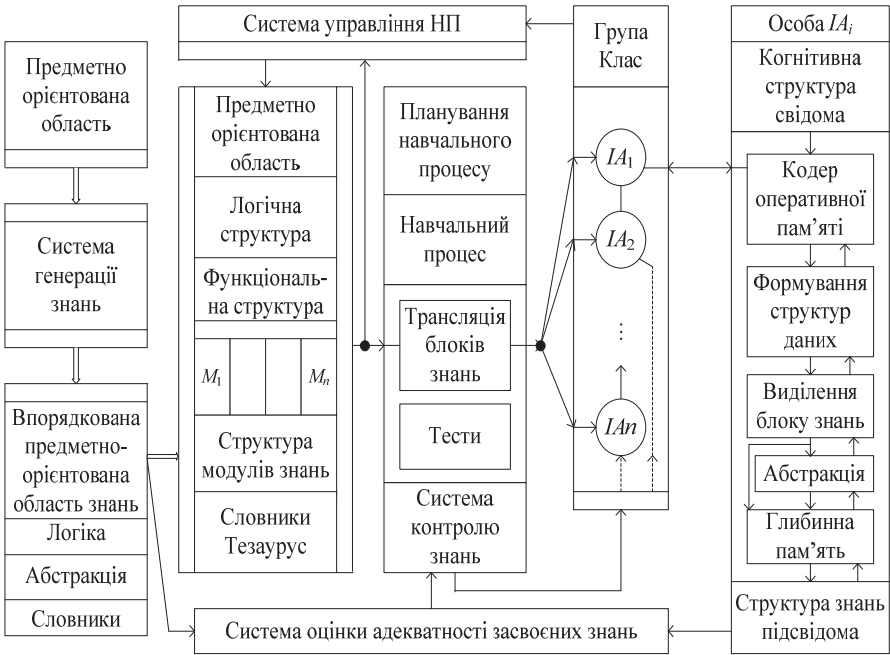 Предметно
орієнтована
область
Система
генерації
знань
Впорядкована
предметно-
орієнтована
область знань
Логіка
Абстракція
Словники
Система управління НП
Предметно
орієнтована
область
Логічна
структура
Функціональ-
на структура
M1
Mn
Структура
модулів знань
Словники
Тезаурус
Планування
навчального
процесу
Навчальний
процес
Трансляція
блоків
знань
Тести
Система
контролю
знань
Система оцінки адекватності засвоєних знань
Група
Клас
IA1
IA2
⋮
IAn
Особа IAi
Когнітивна
структура
свідома
Кодер
оперативної
пам’яті
Формування
структур
даних
Виділення
блоку знань
Абстракція
Глибинна
пам’ять
Структура знань
підсвідома